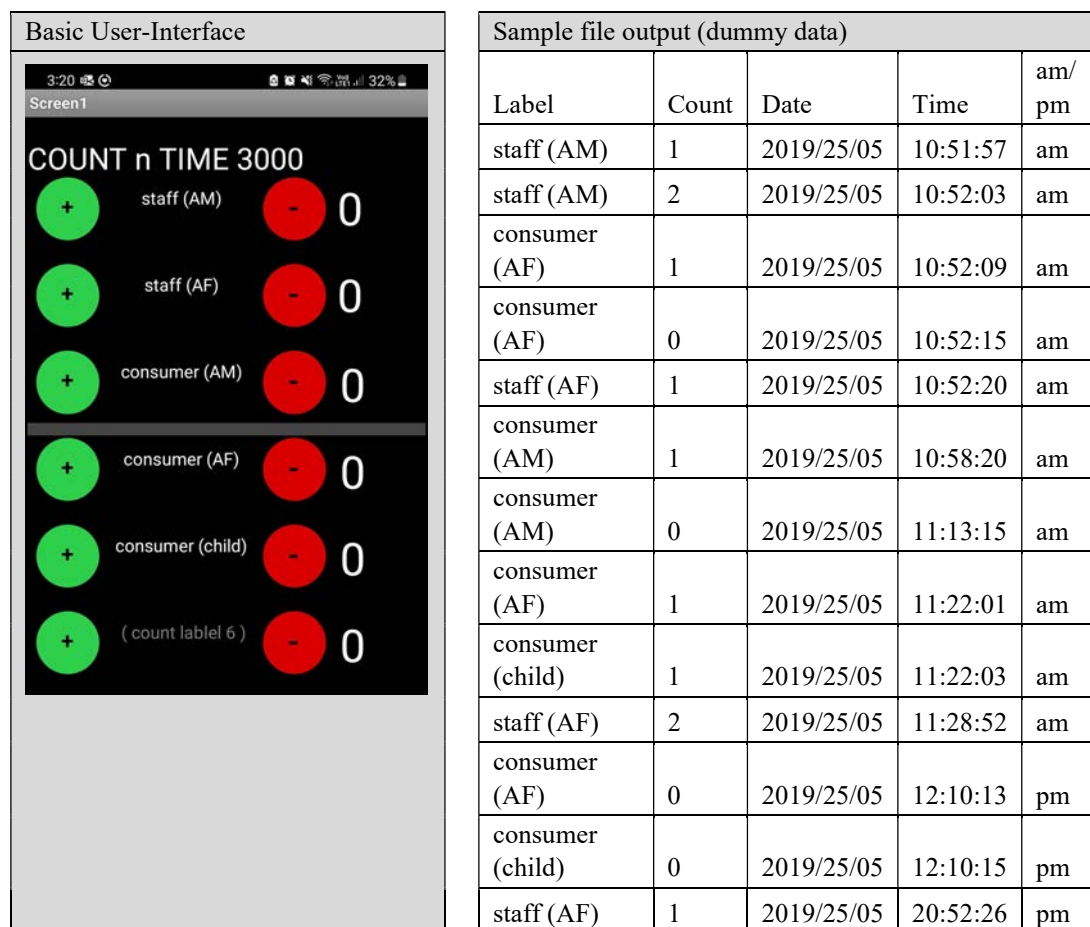 Basic User-Interface
3:20 32%
Screen1
COUNT n TIME 3000
+ staff (AM) - 0
+ staff (AF) - 0
+ consumer (AM) - 0
+ consumer (AF) - 0
+ consumer (child) - 0
+ ( count lablel 6 ) - 0
Sample file output (dummy data)
am/
Label Count Date Time pm
staff (AM) 1 2019/25/05 10:51:57 am
staff (AM) 2 2019/25/05 10:52:03 am
consumer
(AF) 1 2019/25/05 10:52:09 am
consumer
(AF) 0 2019/25/05 10:52:15 am
staff (AF) 1 2019/25/05 10:52:20 am
consumer
(AM) 1 2019/25/05 10:58:20 am
consumer
(AM) 0 2019/25/05 11:13:15 am
consumer
(AF) 1 2019/25/05 11:22:01 am
consumer
(child) 1 2019/25/05 11:22:03 am
staff (AF) 2 2019/25/05 11:28:52 am
consumer
(AF) 0 2019/25/05 12:10:13 pm
consumer
(child) 0 2019/25/05 12:10:15 pm
staff (AF) 1 2019/25/05 20:52:26 pm